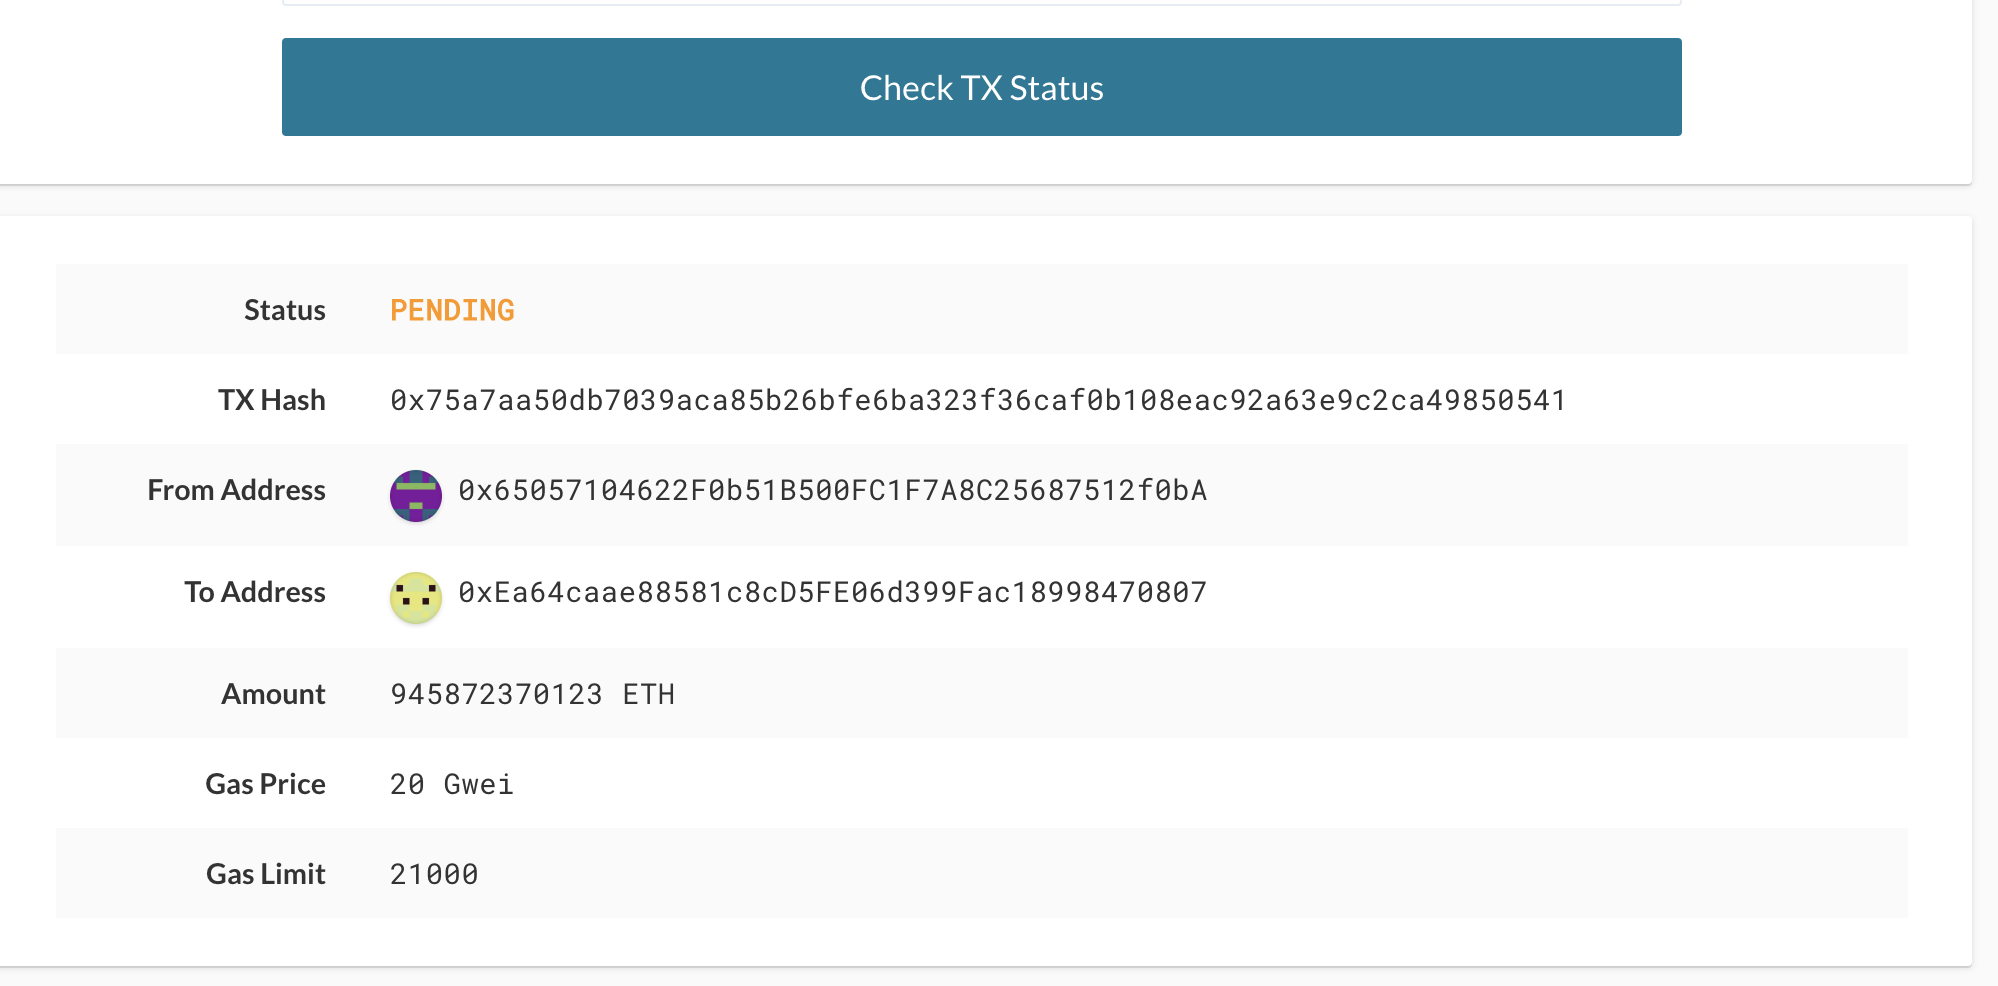 Check TX Status
Status PENDING
TX Hash 0x75a7aa50db7039aca85b26bfe6ba323f36caf0b108eac92a63e9c2ca49850541
From Address 0x65057104622F0b51B500FC1F7A8C25687512f0bA
To Address 0xEa64caae88581c8cD5FE06d399Fac18998470807
Amount 945872370123 ETH
Gas Price 20 Gwei
Gas Limit 21000